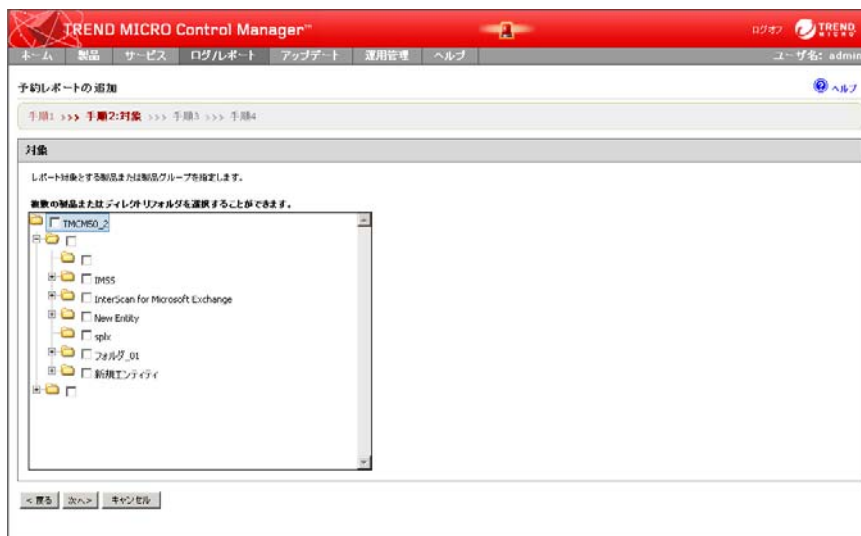 TREND MICRO Control Manager™
ログオフ
TREND MICRO
ホーム 製品 サービス ログ/レポート アップデート 運用管理 ヘルプ
ユーザ名: admin
予約レポートの追加
ヘルプ
手順1 >>> 手順2:対象 >>> 手順3 >>> 手順4
対象
レポート対象とする製品または製品グループを指定します。
複数の製品またはディレクトリフォルダを選択することができます。
TMCM50_2
IMSS
InterScan for Microsoft Exchange
New Entity
splx
フォルダ_01
新規エンティティ
< 戻る 次へ> キャンセル